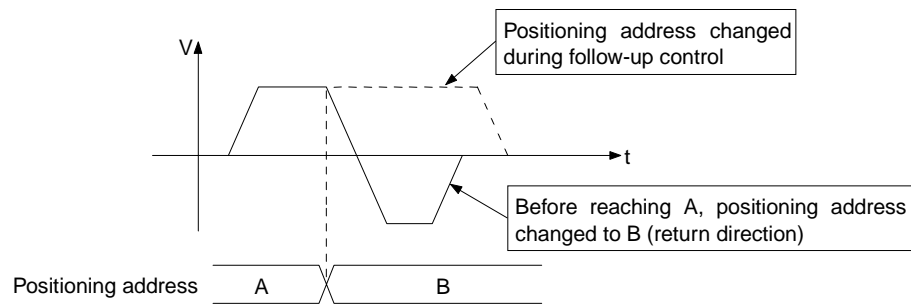 Positioning address changed
during follow-up control
V
t
Before reaching A, positioning address
changed to B (return direction)
Positioning address A B